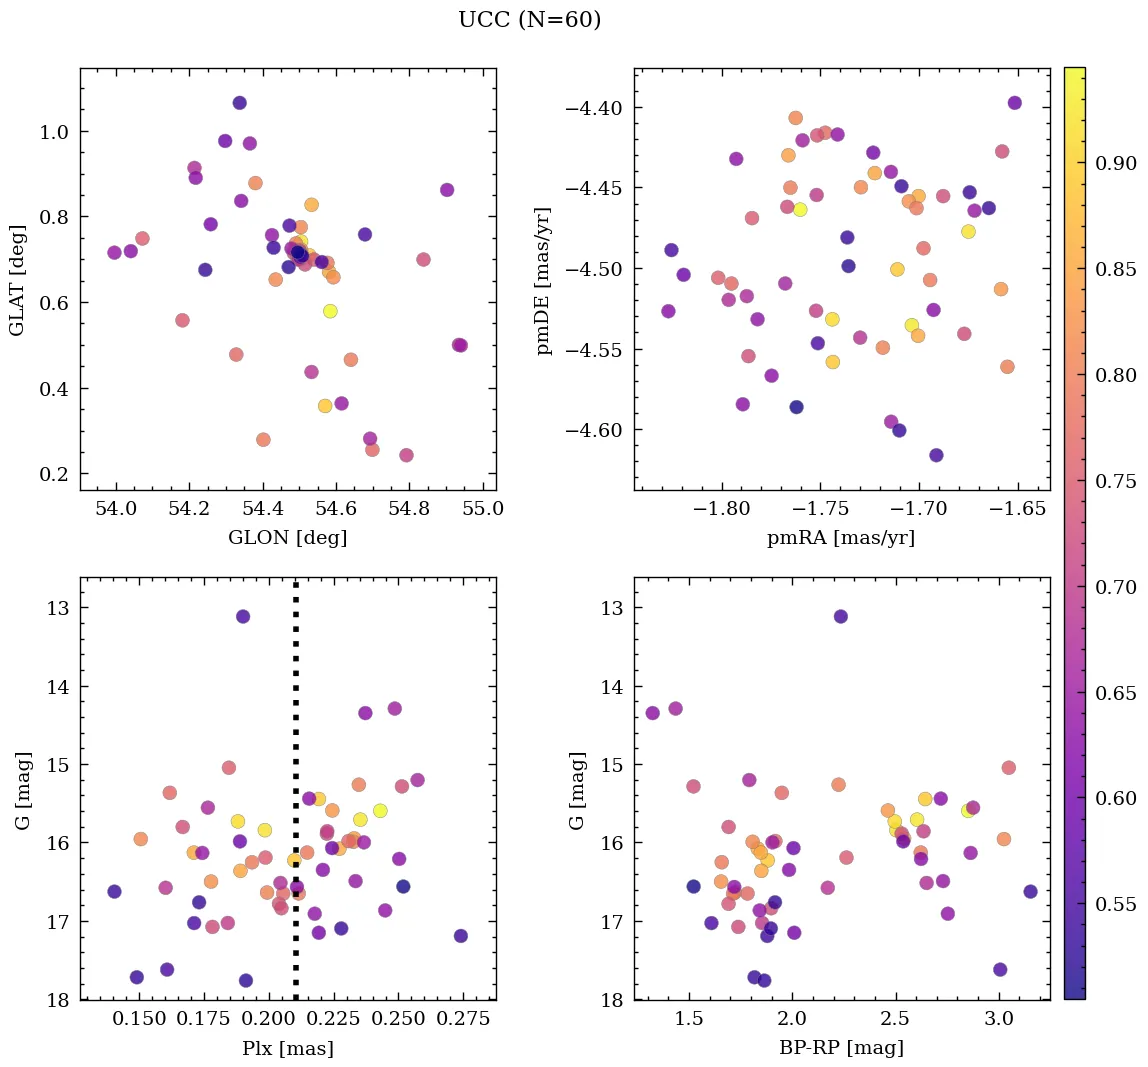 UCC (N=60)
1.0
0.8
0.6
0.4
0.2
GLAT [deg]
54.0 54.2 54.4 54.6 54.8 55.0
GLON [deg]
−4.40
−4.45
−4.50
−4.55
−4.60
pmDE [mas/yr]
−1.80 −1.75 −1.70 −1.65
pmRA [mas/yr]
13
14
15
16
17
18
G [mag]
0.150 0.175 0.200 0.225 0.250 0.275
Plx [mas]
13
14
15
16
17
18
G [mag]
1.5 2.0 2.5 3.0
BP-RP [mag]
0.90
0.85
0.80
0.75
0.70
0.65
0.60
0.55